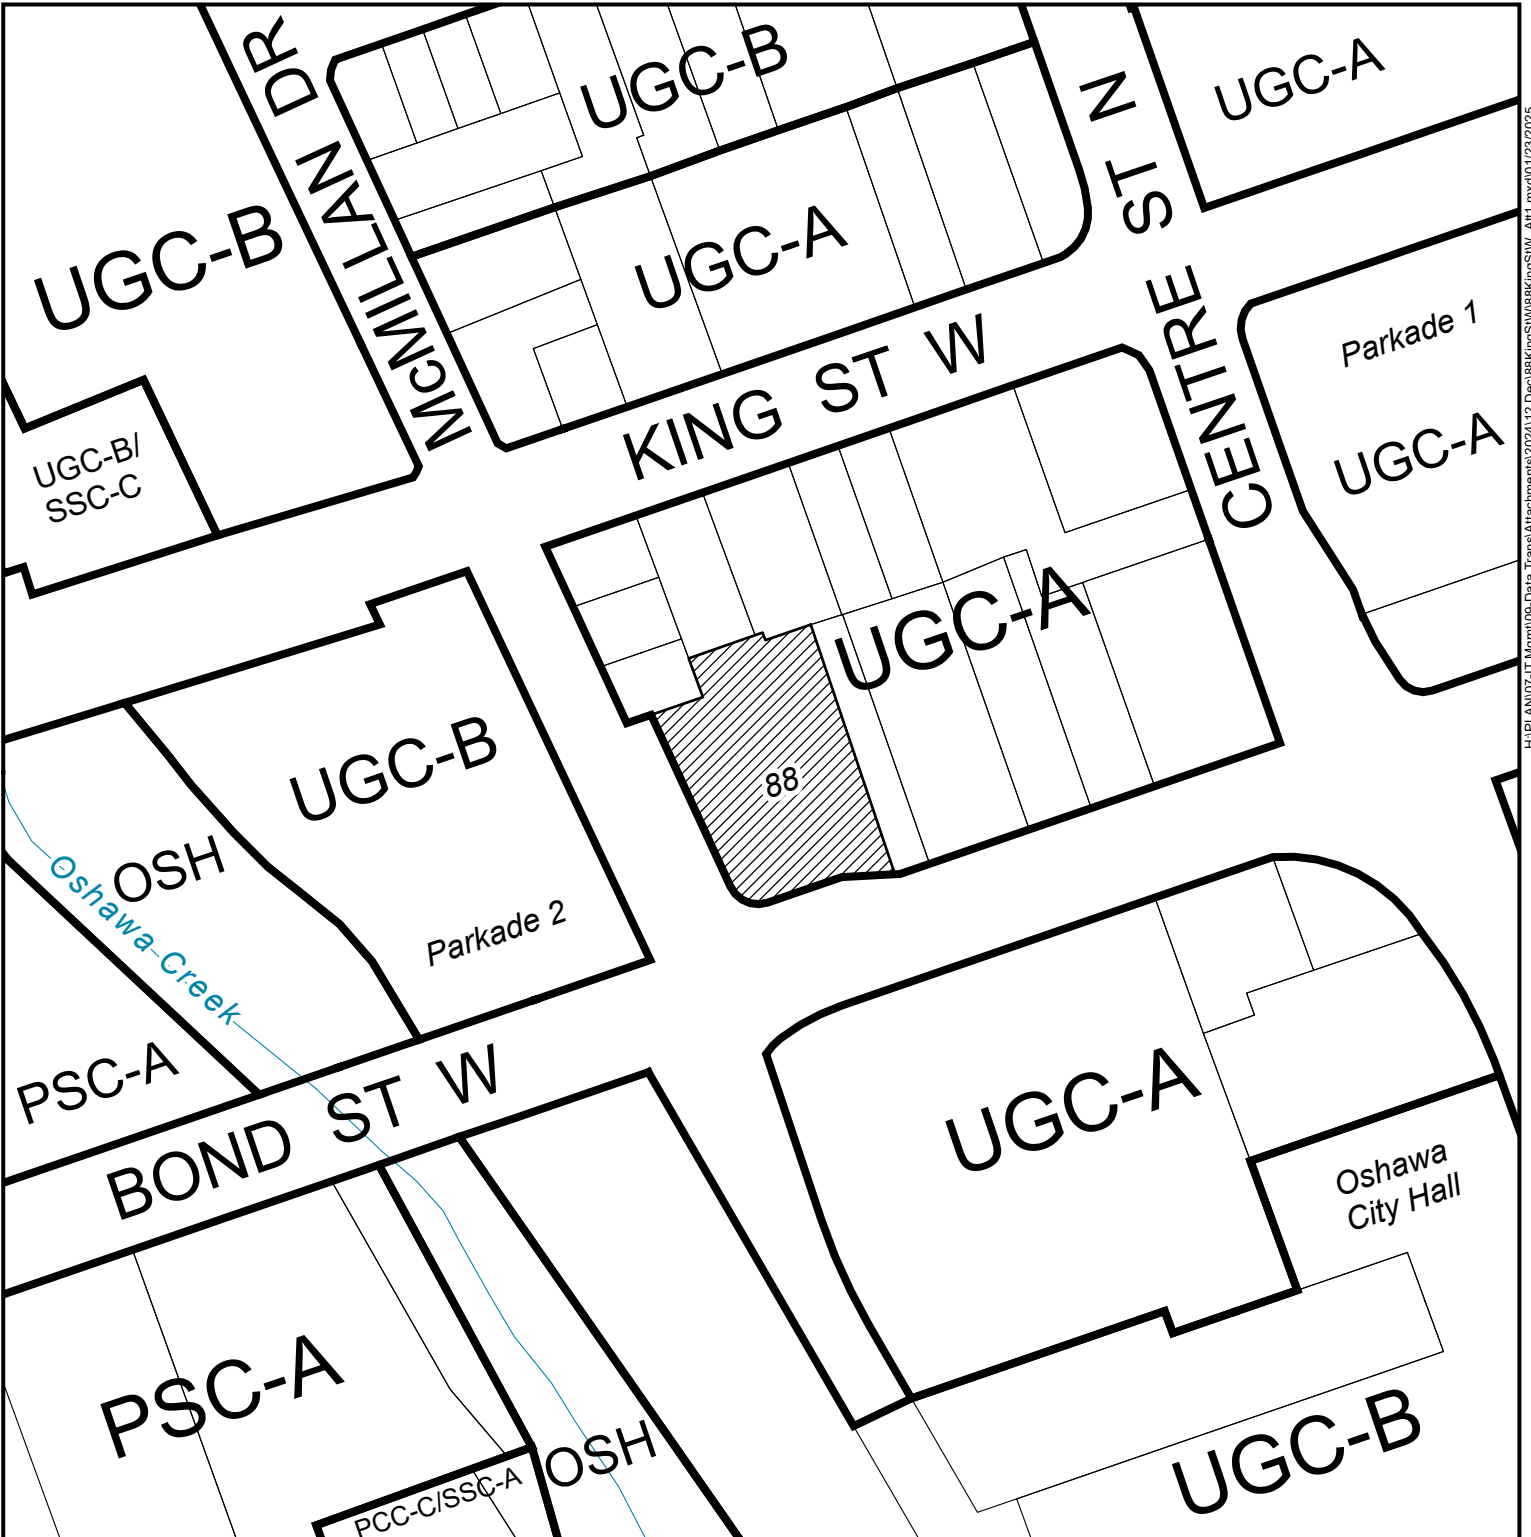 McMILLAN DR
UGC-B
UGC-A
UGC-B
UGC-A
CENTRE ST N
KING ST W
Parkade 1
UGC-A
UGC-B/
SSC-C
UGC-A
88
UGC-B
Parkade 2
OSH
Oshawa Creek
PSC-A
BOND ST W
UGC-A
Oshawa
City Hall
PSC-A
OSH
PCC-C/SSC-A
UGC-B